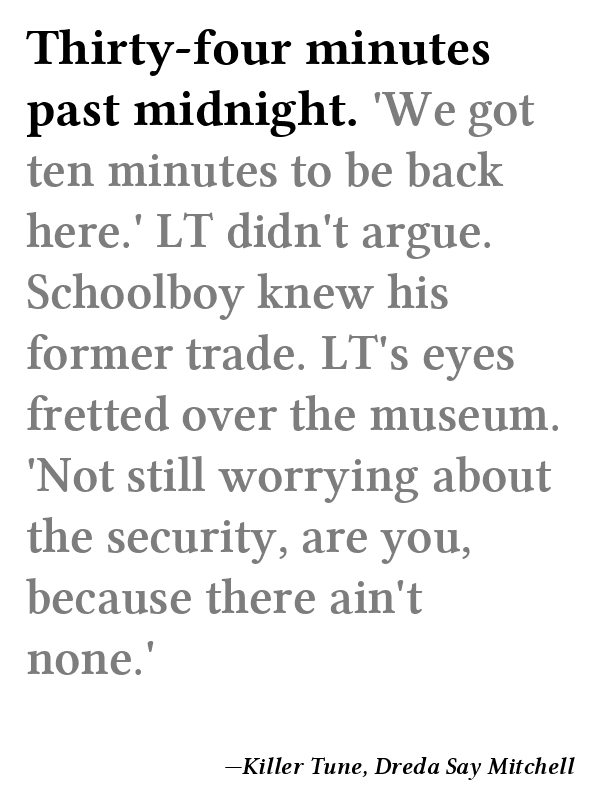 Thirty-four minutes
past midnight. 'We got
ten minutes to be back
here.' LT didn't argue.
Schoolboy knew his
former trade. LT's eyes
fretted over the museum.
'Not still worrying about
the security, are you,
because there ain't
none.'
—Killer Tune, Dreda Say Mitchell